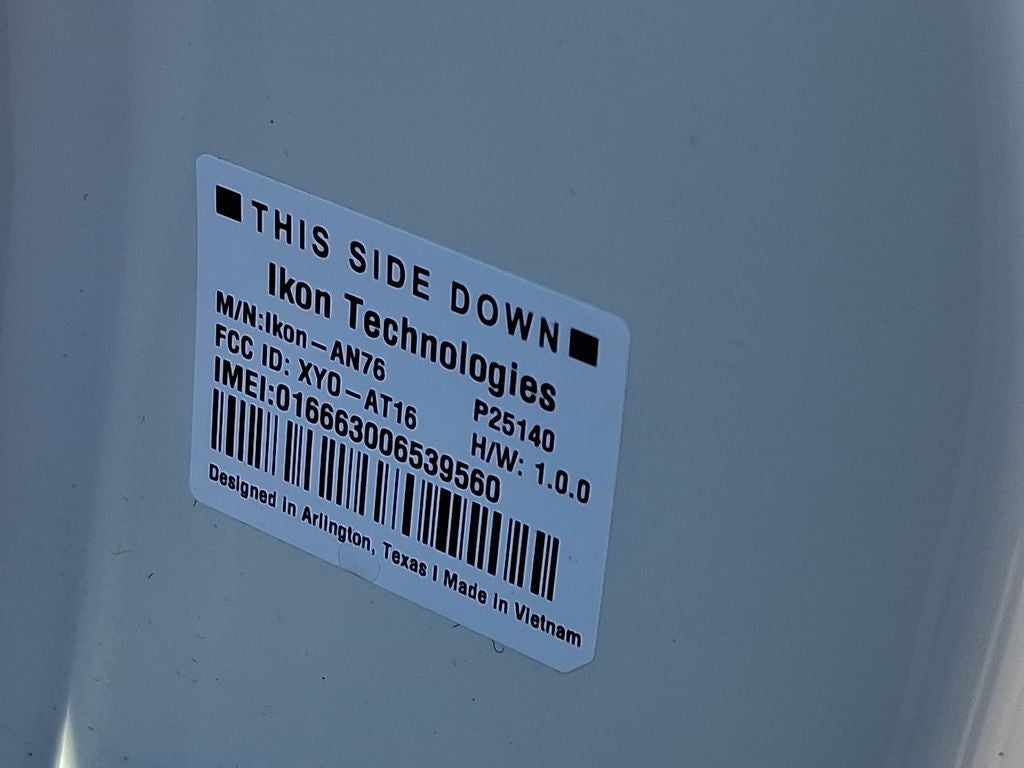 THIS SIDE DOWN
Ikon Technologies
M/N:Ikon-AN76 P25140
FCC ID: XYO-AT16 H/W: 1.0.0
IMEI:016663006539560
Designed in Arlington, Texas | Made in Vietnam